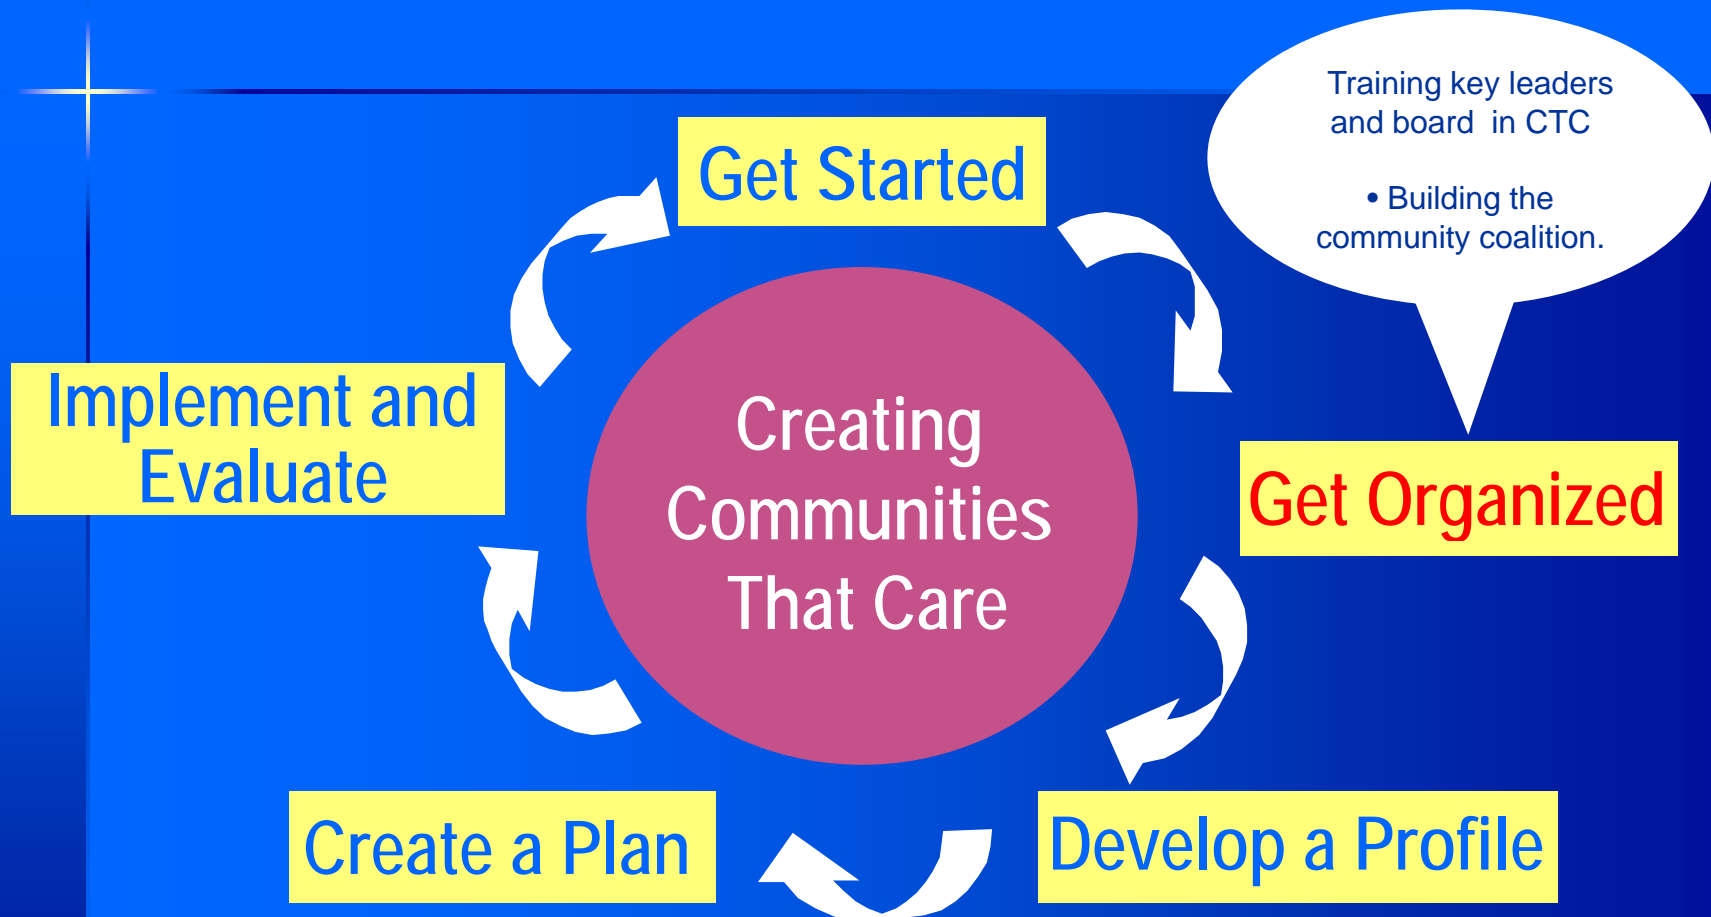 Training key leaders
and board in CTC
• Building the
community coalition.
Get Started
Implement and
Evaluate
Creating
Communities
That Care
Get Organized
Create a Plan
Develop a Profile